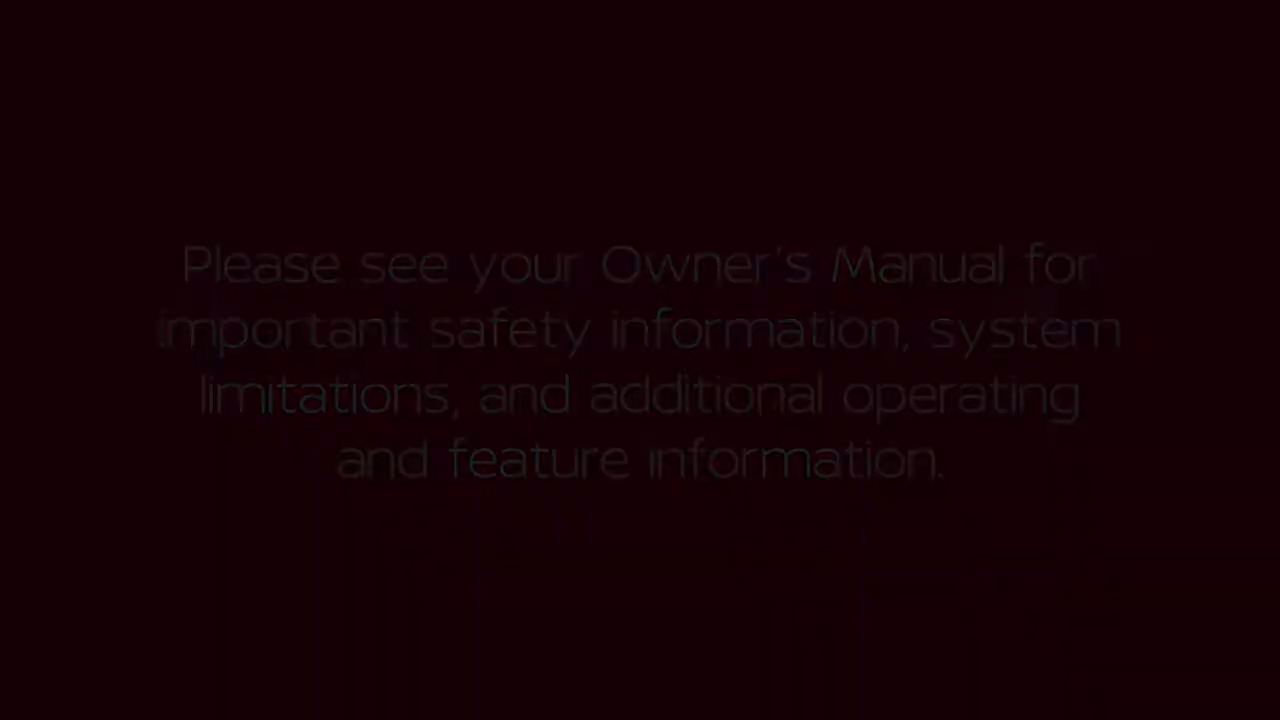 Please see your Owner's Manual for
important safety information, system
limitations, and additional operating
and feature information.